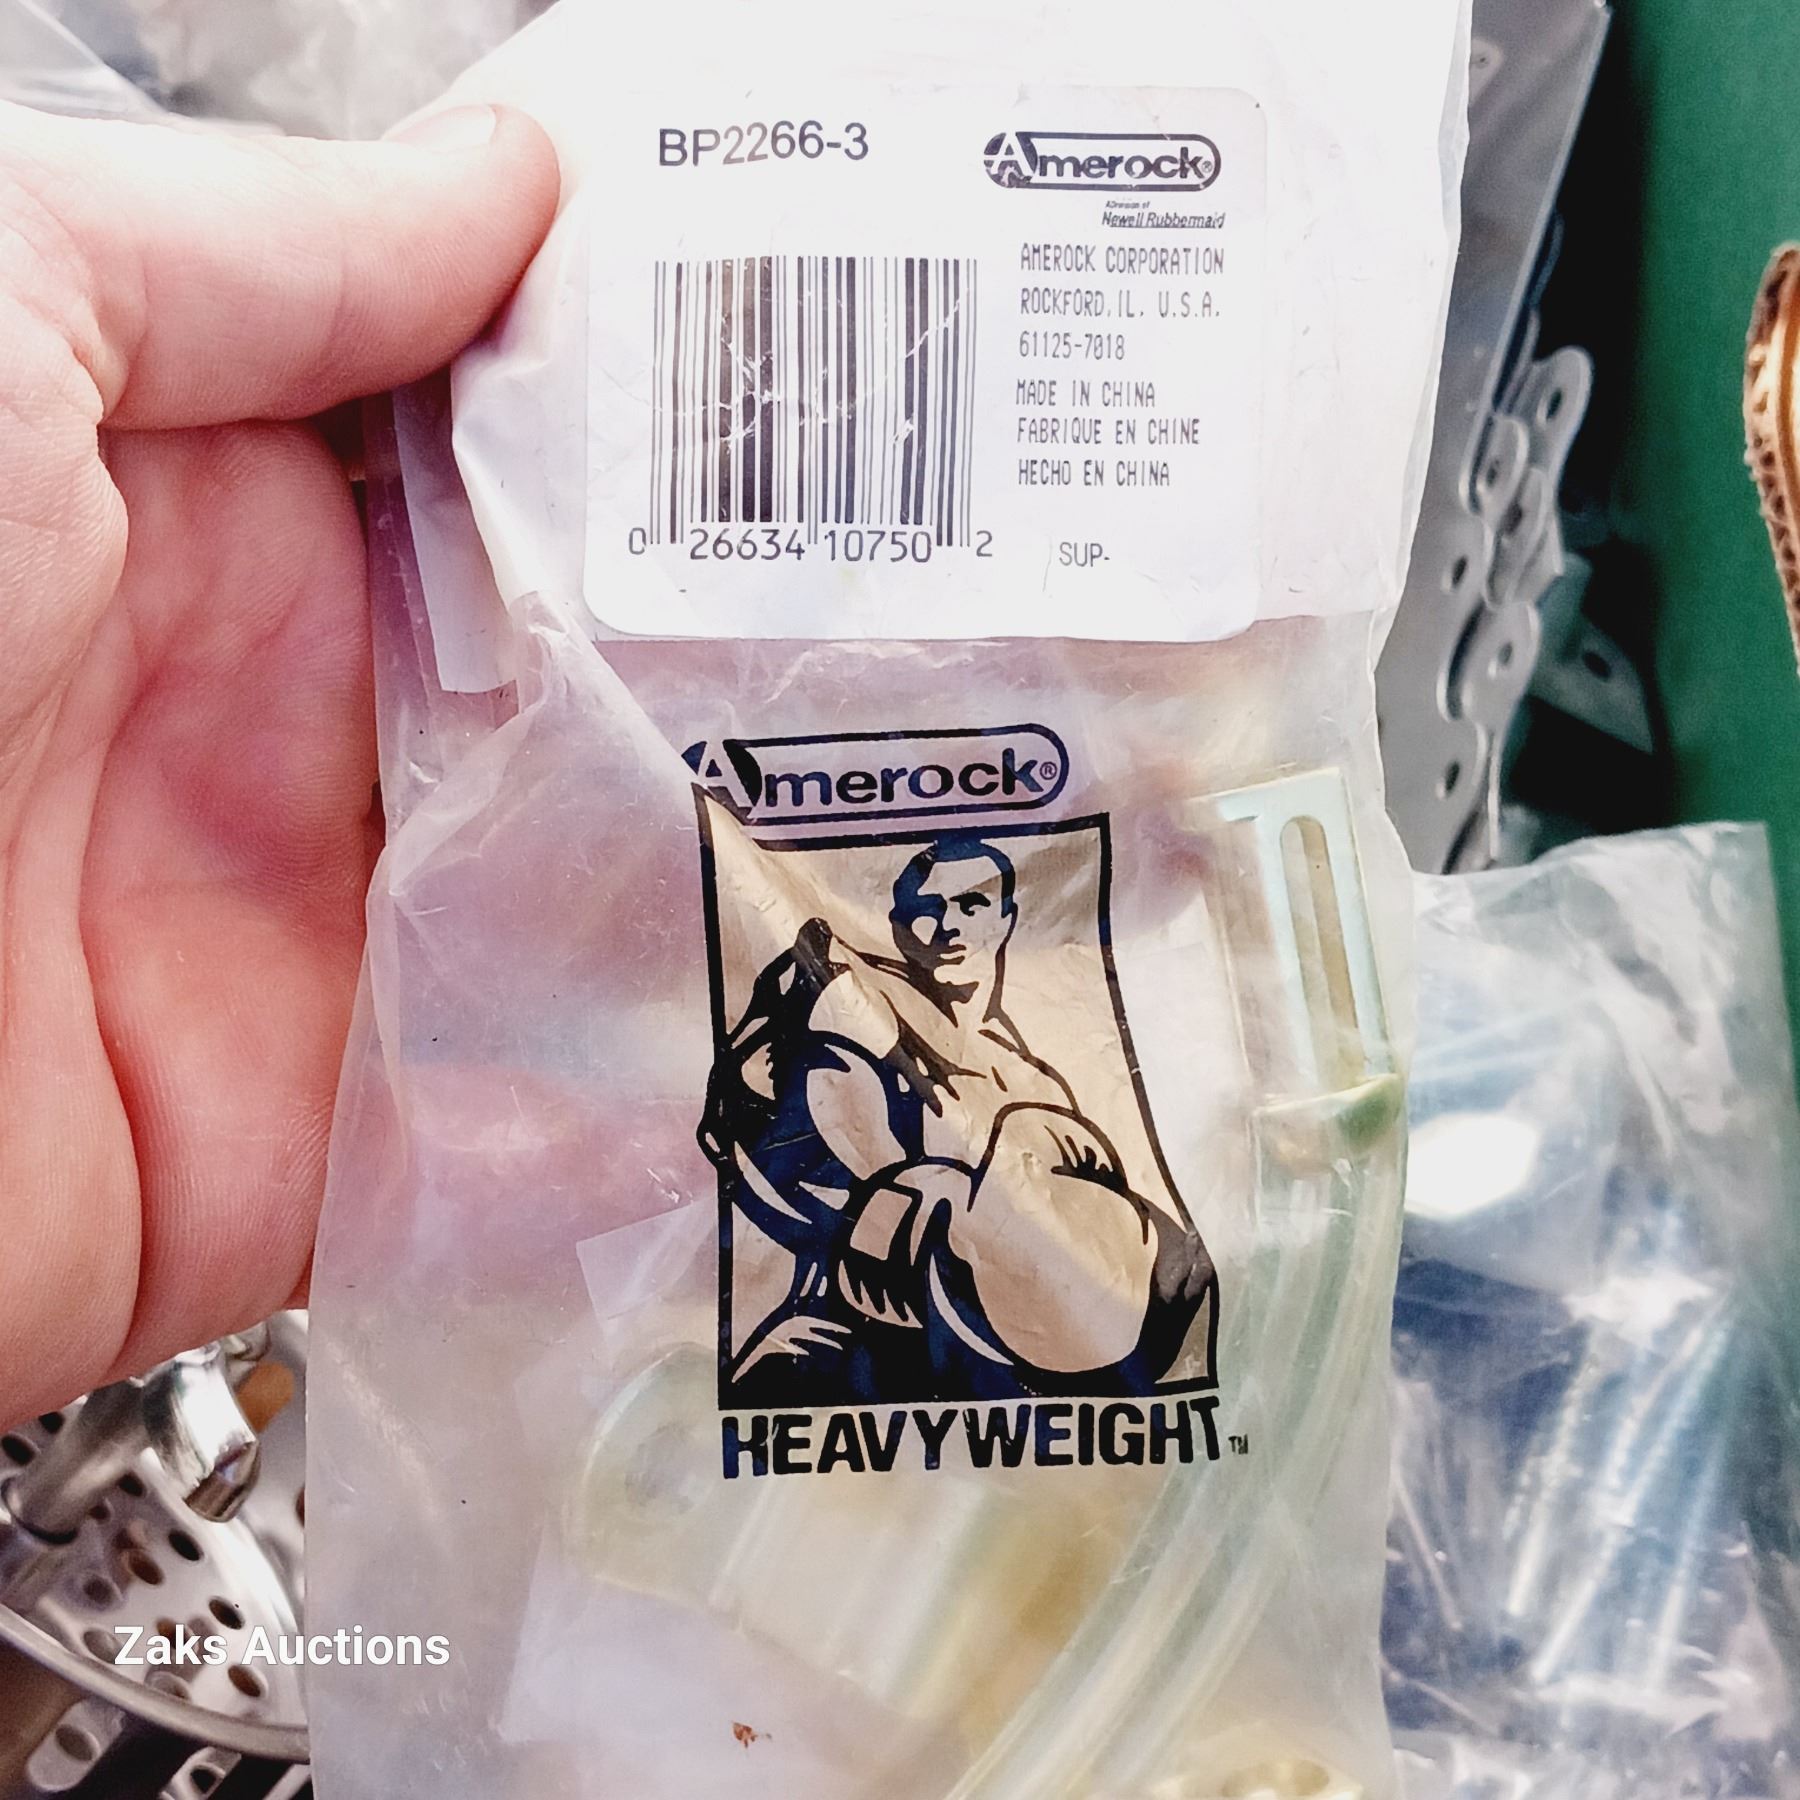 BP2266-3
Amerock®
A Division of
Newell Rubbermaid
AMEROCK CORPORATION
ROCKFORD, IL. U.S.A.
61125-7018
MADE IN CHINA
FABRIQUE EN CHINE
HECHO EN CHINA
0 26634 10750 2
SUP-
Amerock®
HEAVYWEIGHT™
Zaks Auctions